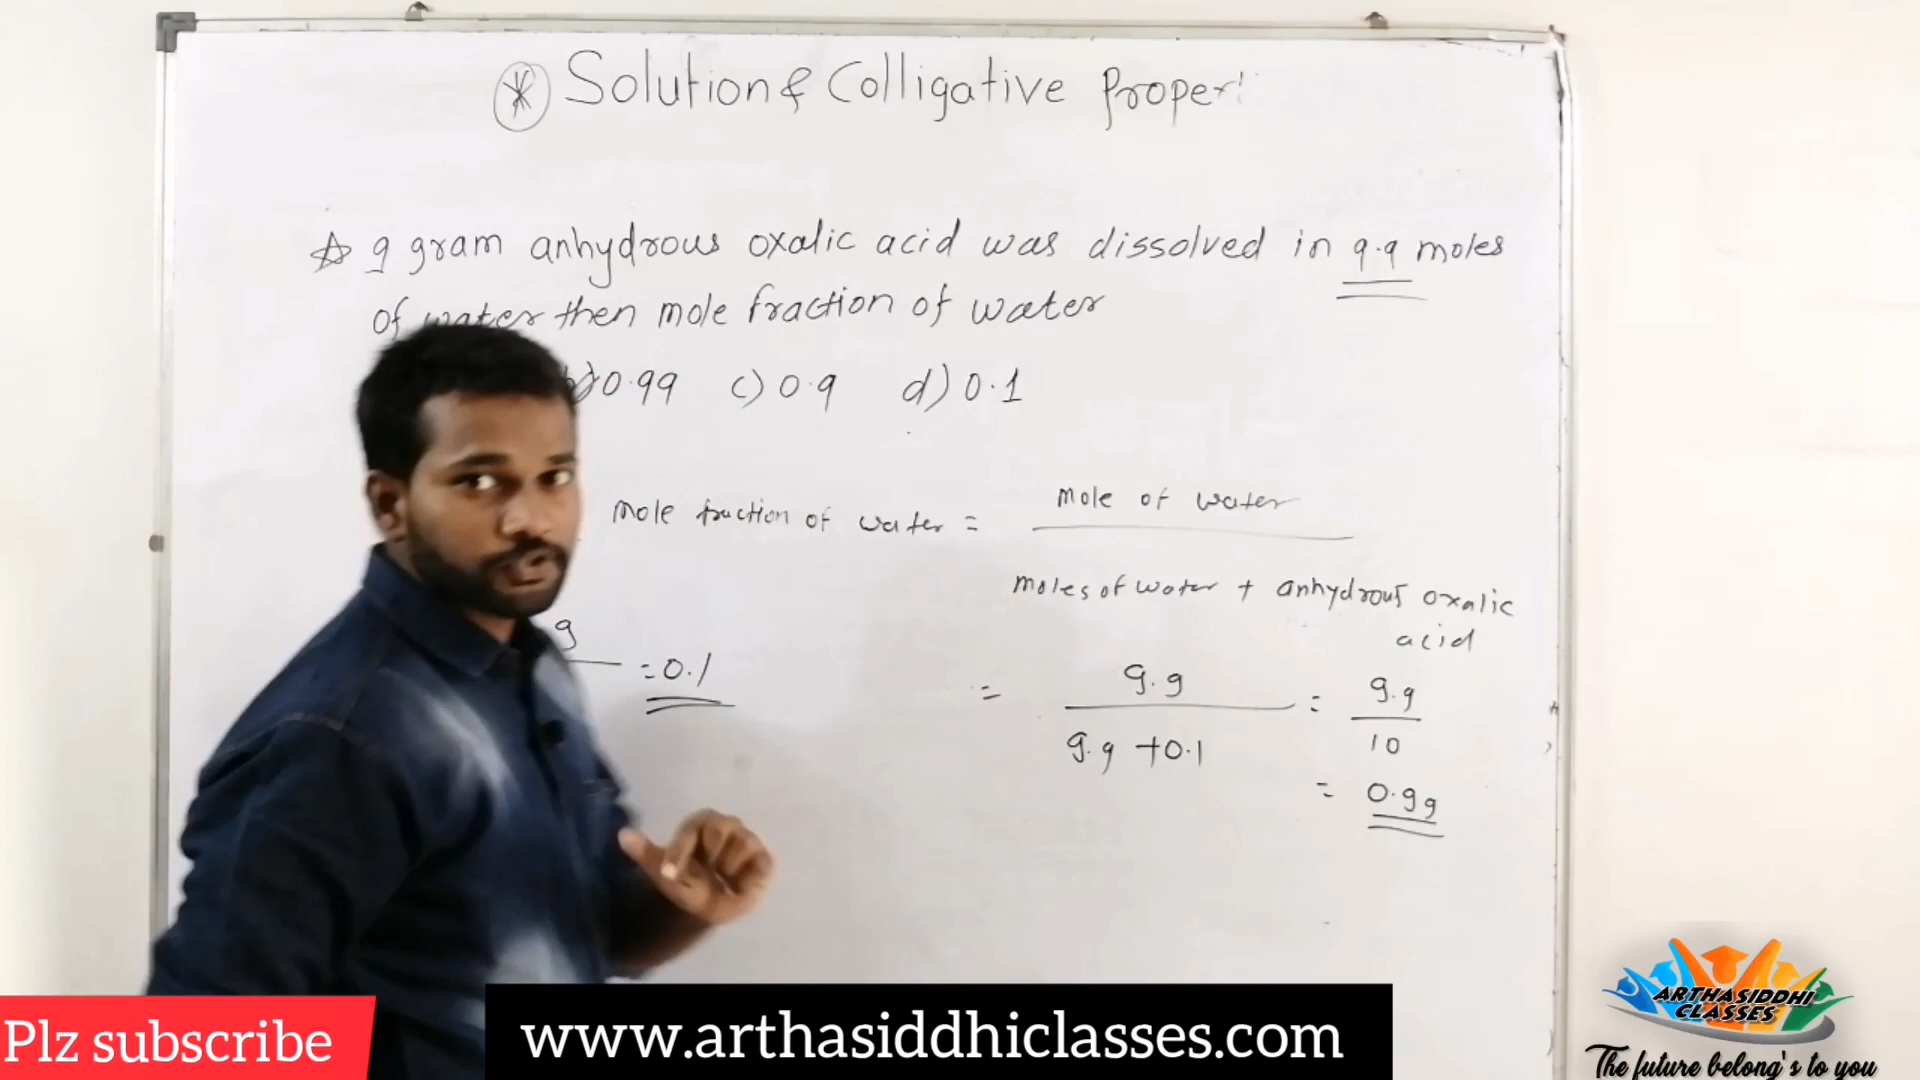 * Solution & Colligative Proper
☆ 9 gram anhydrous oxalic acid was dissolved in 9.9 moles
of water then mole fraction of water
b) 0.99 c) 0.9 d) 0.1
mole fraction of water = mole of water
moles of water + anhydrous oxalic
acid
9
= 0.1
= 9.9 = 9.9
9.9 + 0.1 10
= 0.99
Plz subscribe
www.arthasiddhiclasses.com
ARTHASIDDHI
CLASSES
The future belong's to you